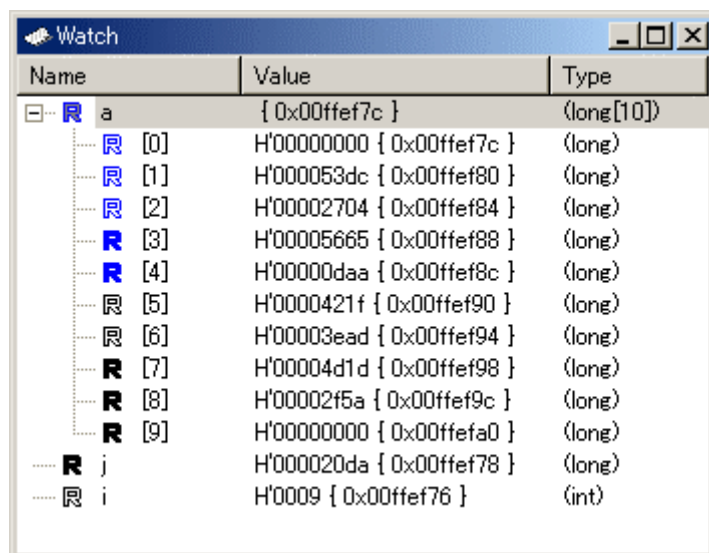 Watch
Name Value Type
R a { 0x00ffef7c } (long[10])
R [0] H'00000000 { 0x00ffef7c } (long)
R [1] H'000053dc { 0x00ffef80 } (long)
R [2] H'00002704 { 0x00ffef84 } (long)
R [3] H'00005665 { 0x00ffef88 } (long)
R [4] H'00000daa { 0x00ffef8c } (long)
R [5] H'0000421f { 0x00ffef90 } (long)
R [6] H'00003ead { 0x00ffef94 } (long)
R [7] H'00004d1d { 0x00ffef98 } (long)
R [8] H'00002f5a { 0x00ffef9c } (long)
R [9] H'00000000 { 0x00ffefa0 } (long)
R j H'000020da { 0x00ffef78 } (long)
R i H'0009 { 0x00ffef76 } (int)